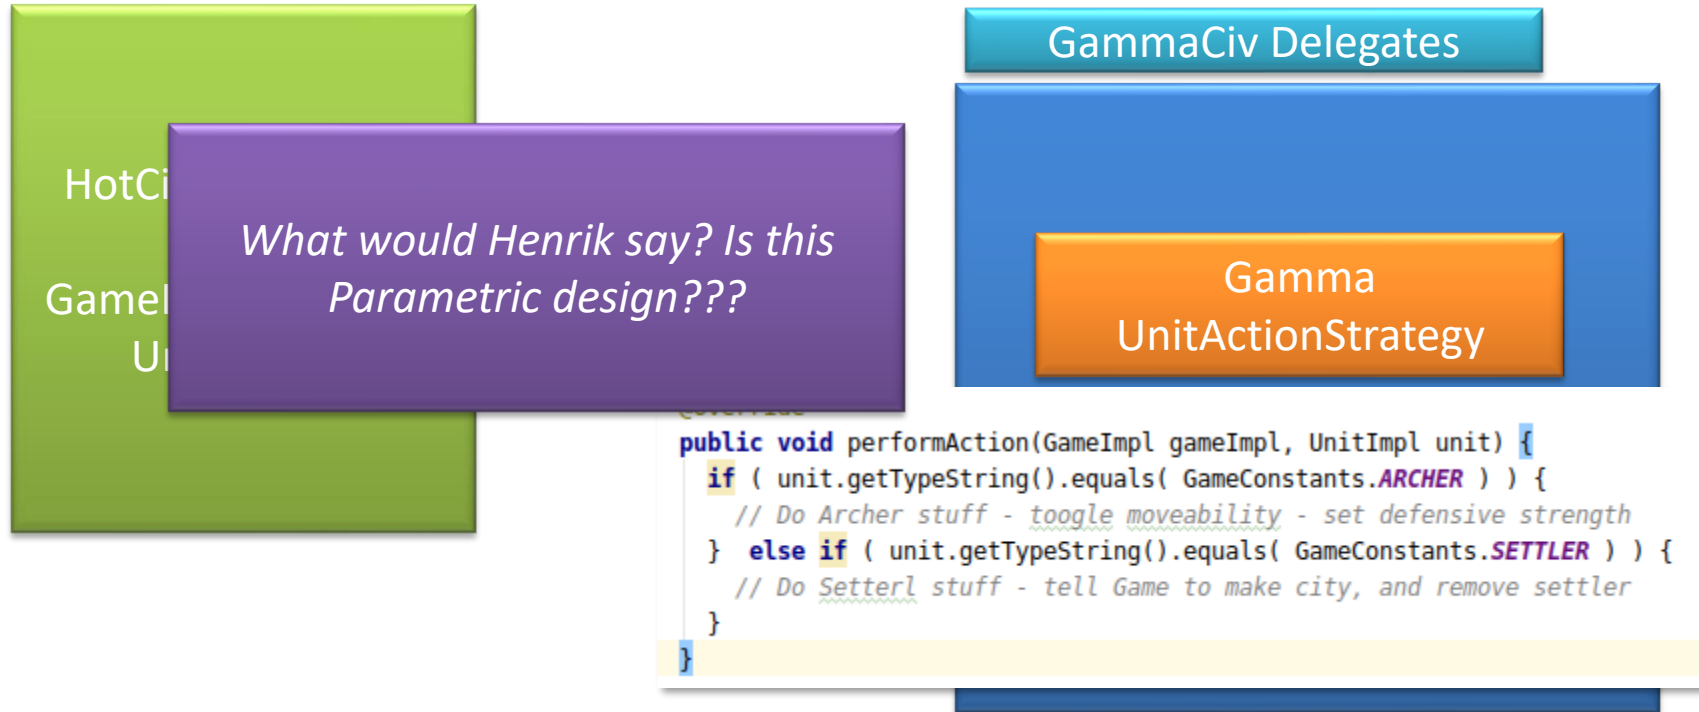 GammaCiv Delegates
HotCi
GameI
U
What would Henrik say? Is this
Parametric design???
Gamma
UnitActionStrategy
public void performAction(GameImpl gameImpl, UnitImpl unit) {
if ( unit.getTypeString().equals( GameConstants.ARCHER ) ) {
// Do Archer stuff - toogle moveability - set defensive strength
} else if ( unit.getTypeString().equals( GameConstants.SETTLER ) ) {
// Do Setterl stuff - tell Game to make city, and remove settler
}
}